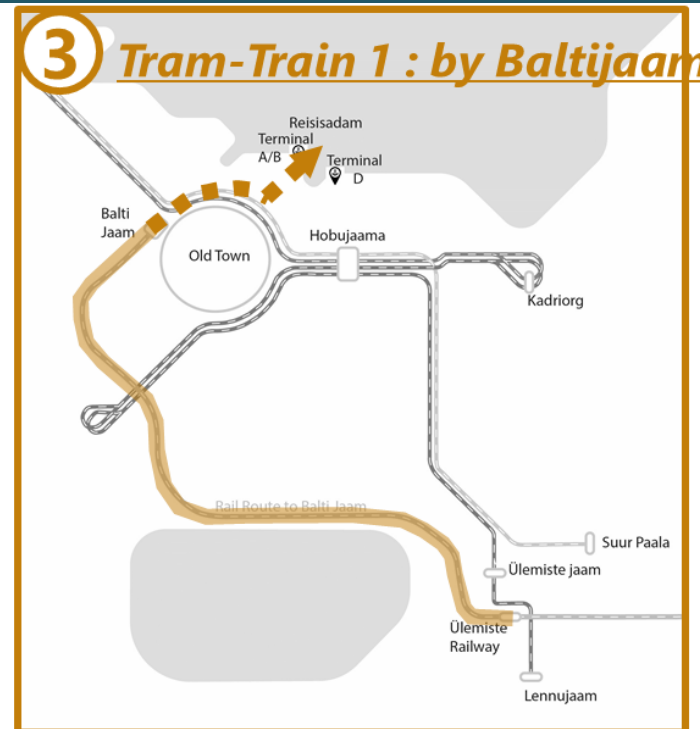 3 Tram-Train 1 : by Baltijaam
Reisisadam
Terminal
A/B
Terminal
D
Balti
Jaam
Old Town
Hobujaama
Kadriorg
Rail Route to Balti Jaam
Suur Paala
Ülemiste jaam
Ülemiste
Railway
Lennujaam